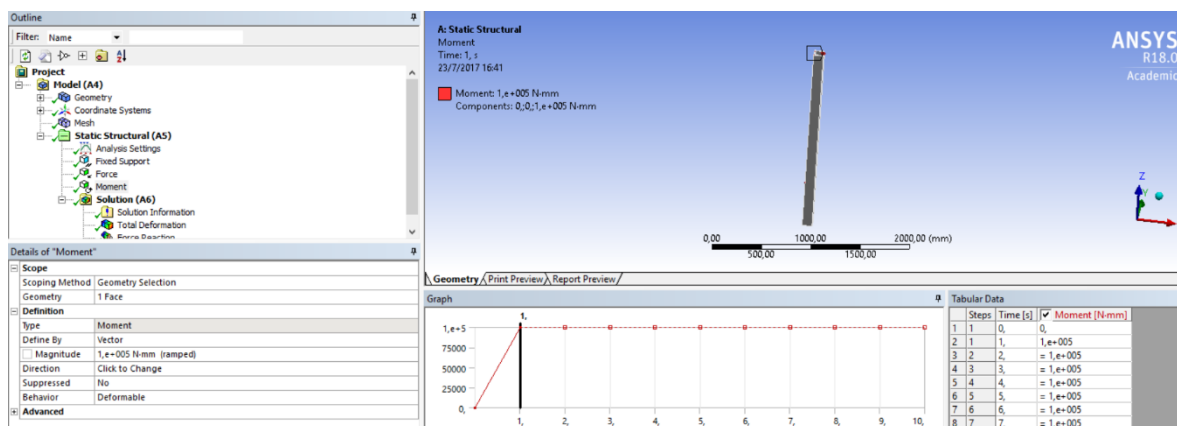 Outline
Filter: Name
Project
Model (A4)
Geometry
Coordinate Systems
Mesh
Static Structural (A5)
Analysis Settings
Fixed Support
Force
Moment
Solution (A6)
Solution Information
Total Deformation
Force Reaction
Details of "Moment"
Scope
Scoping Method Geometry Selection
Geometry 1 Face
Definition
Type Moment
Define By Vector
Magnitude 1,e+005 N-mm (ramped)
Direction Click to Change
Suppressed No
Behavior Deformable
Advanced
A: Static Structural
Moment
Time: 1, s
23/7/2017 16:41
Moment: 1,e+005 N-mm
Components: 0,;0,;1,e+005 N-mm
ANSYS
R18.0
Academic
Z
Y
0,00 1000,00 2000,00 (mm)
500,00 1500,00
Geometry Print Preview Report Preview
Graph
1,
1,e+5
75000
50000
25000
0,
1, 2, 3, 4, 5, 6, 7, 8, 9, 10,
Tabular Data
Steps Time [s] Moment [N-mm]
1 1 0, 0,
2 1 1, 1,e+005
3 2 2, = 1,e+005
4 3 3, = 1,e+005
5 4 4, = 1,e+005
6 5 5, = 1,e+005
7 6 6, = 1,e+005
8 7 7, = 1,e+005